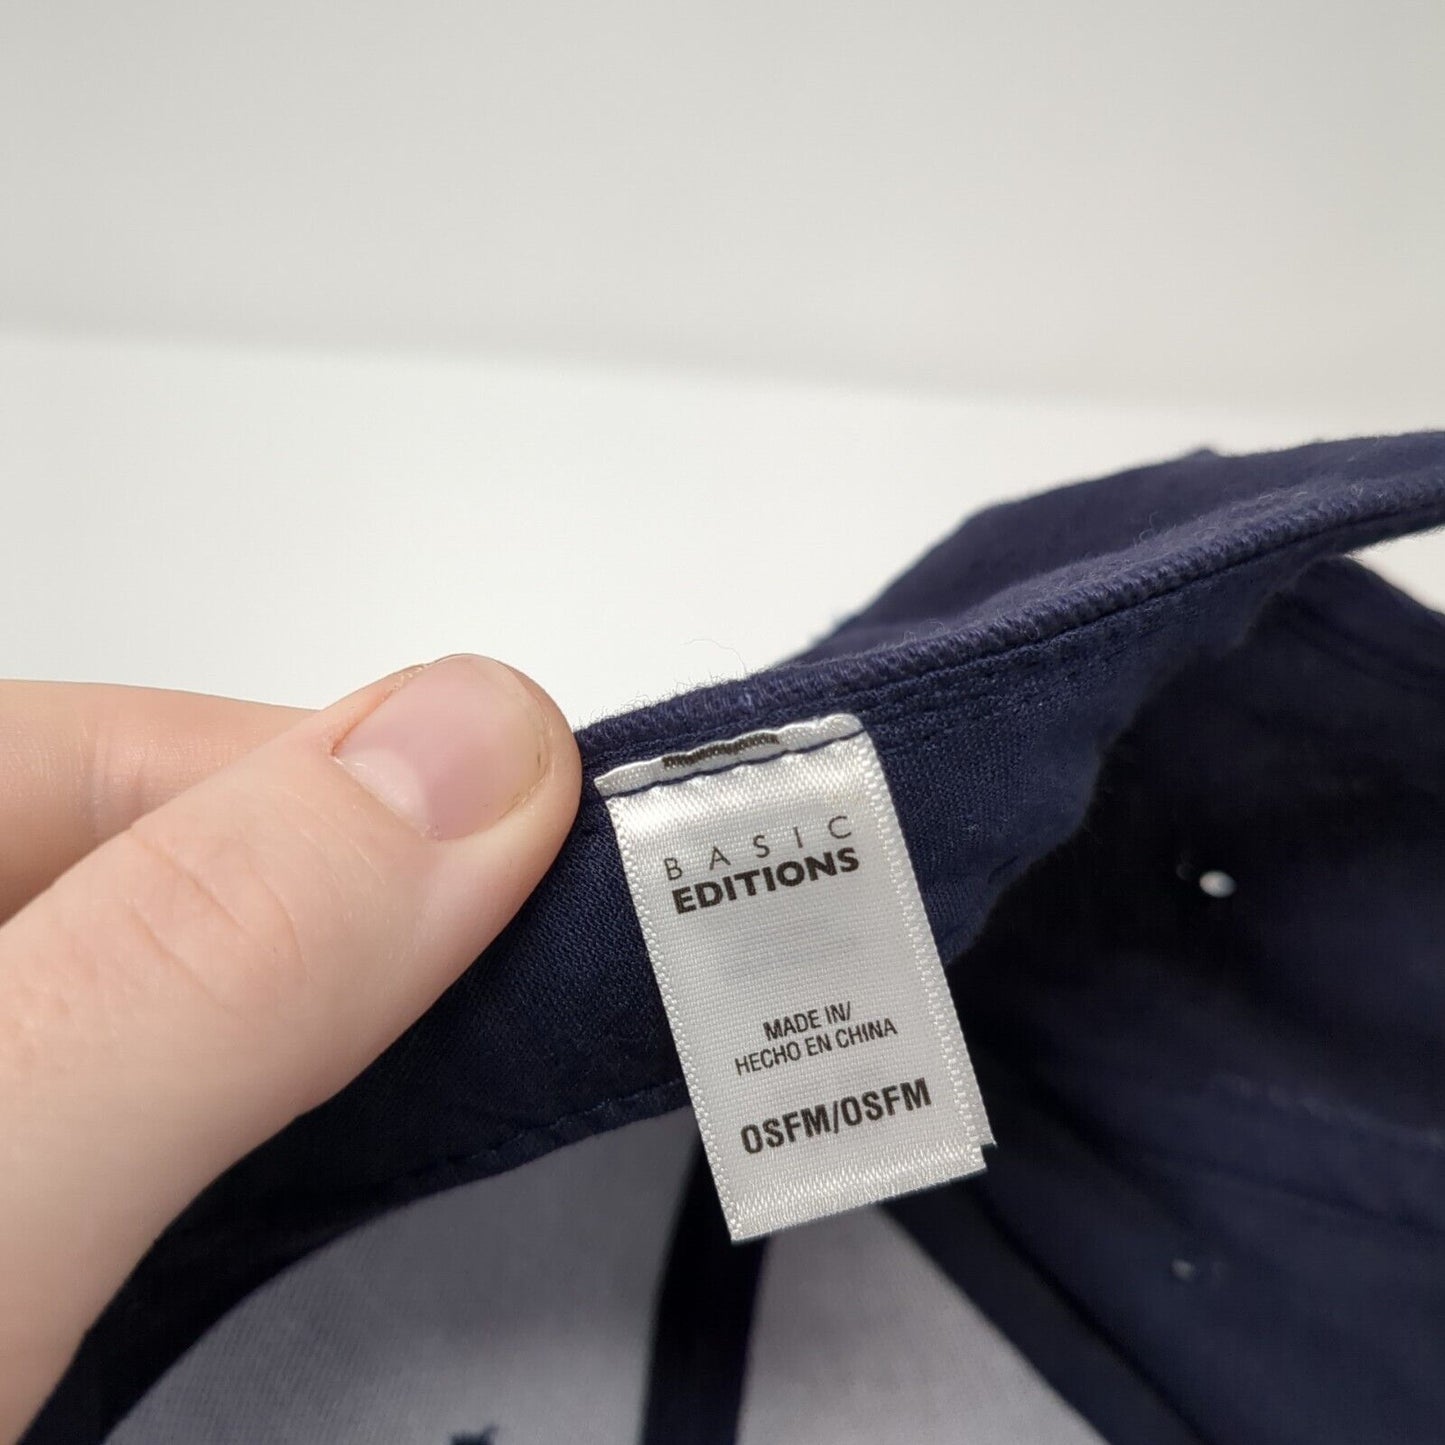 BASIC
EDITIONS
MADE IN/
HECHO EN CHINA
OSFM/OSFM